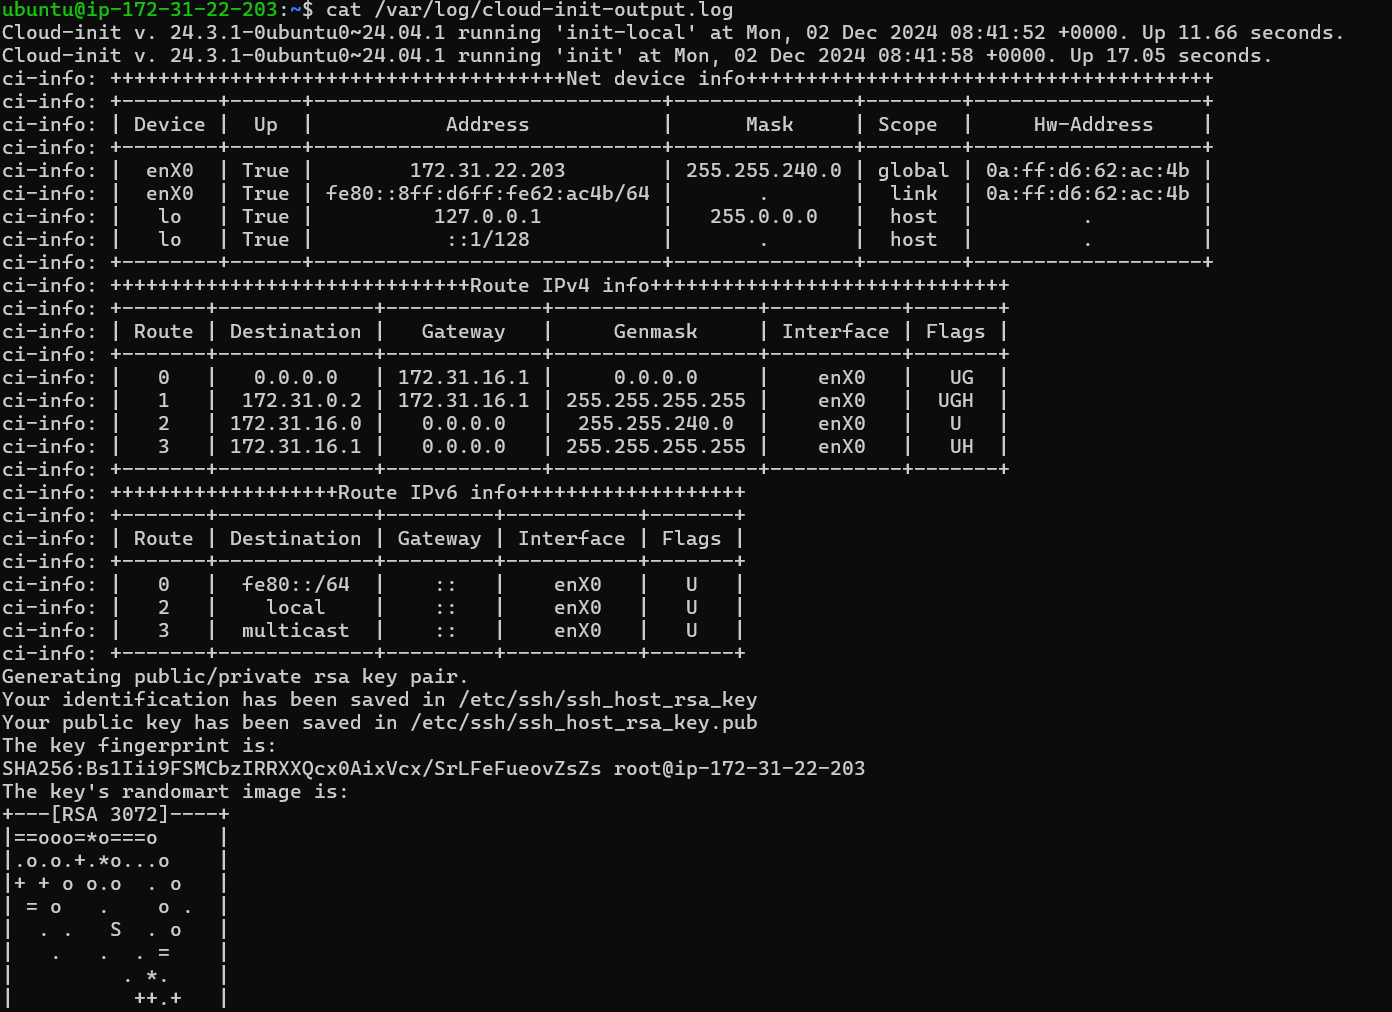 ubuntu@ip-172-31-22-203:~$ cat /var/log/cloud-init-output.log
Cloud-init v. 24.3.1-0ubuntu0~24.04.1 running 'init-local' at Mon, 02 Dec 2024 08:41:52 +0000. Up 11.66 seconds.
Cloud-init v. 24.3.1-0ubuntu0~24.04.1 running 'init' at Mon, 02 Dec 2024 08:41:58 +0000. Up 17.05 seconds.
ci-info: ++++++++++++++++++++++++++++++++++++++Net device info+++++++++++++++++++++++++++++++++++++++
ci-info: +--------+------+-----------------------------+---------------+--------+-------------------+
ci-info: | Device |  Up  |           Address           |      Mask     | Scope  |     Hw-Address    |
ci-info: +--------+------+-----------------------------+---------------+--------+-------------------+
ci-info: |  enX0  | True |        172.31.22.203        | 255.255.240.0 | global | 0a:ff:d6:62:ac:4b |
ci-info: |  enX0  | True | fe80::8ff:d6ff:fe62:ac4b/64 |       .       |  link  | 0a:ff:d6:62:ac:4b |
ci-info: |   lo   | True |          127.0.0.1          |   255.0.0.0   |  host  |         .         |
ci-info: |   lo   | True |           ::1/128           |       .       |  host  |         .         |
ci-info: +--------+------+-----------------------------+---------------+--------+-------------------+
ci-info: ++++++++++++++++++++++++++++++Route IPv4 info++++++++++++++++++++++++++++++
ci-info: +-------+-------------+-------------+-----------------+-----------+-------+
ci-info: | Route | Destination |   Gateway   |     Genmask     | Interface | Flags |
ci-info: +-------+-------------+-------------+-----------------+-----------+-------+
ci-info: |   0   |   0.0.0.0   | 172.31.16.1 |     0.0.0.0     |    enX0   |   UG  |
ci-info: |   1   |  172.31.0.2 | 172.31.16.1 | 255.255.255.255 |    enX0   |  UGH  |
ci-info: |   2   | 172.31.16.0 |   0.0.0.0   |  255.255.240.0  |    enX0   |   U   |
ci-info: |   3   | 172.31.16.1 |   0.0.0.0   | 255.255.255.255 |    enX0   |   UH  |
ci-info: +-------+-------------+-------------+-----------------+-----------+-------+
ci-info: +++++++++++++++++++Route IPv6 info+++++++++++++++++++
ci-info: +-------+-------------+---------+-----------+-------+
ci-info: | Route | Destination | Gateway | Interface | Flags |
ci-info: +-------+-------------+---------+-----------+-------+
ci-info: |   0   |  fe80::/64  |    ::   |    enX0   |   U   |
ci-info: |   2   |    local    |    ::   |    enX0   |   U   |
ci-info: |   3   |  multicast  |    ::   |    enX0   |   U   |
ci-info: +-------+-------------+---------+-----------+-------+
Generating public/private rsa key pair.
Your identification has been saved in /etc/ssh/ssh_host_rsa_key
Your public key has been saved in /etc/ssh/ssh_host_rsa_key.pub
The key fingerprint is:
SHA256:Bs1Iii9FSMCbzIRRXXQcx0AixVcx/SrLFeFueovZsZs root@ip-172-31-22-203
The key's randomart image is:
+---[RSA 3072]----+
|==ooo=*o===o     |
|.o.o.+.*o...o    |
|+ + o o.o  . o   |
| = o   .    o .  |
|  . .   S  . o   |
|   .   .  . =    |
|         . *.    |
|          ++.+   |